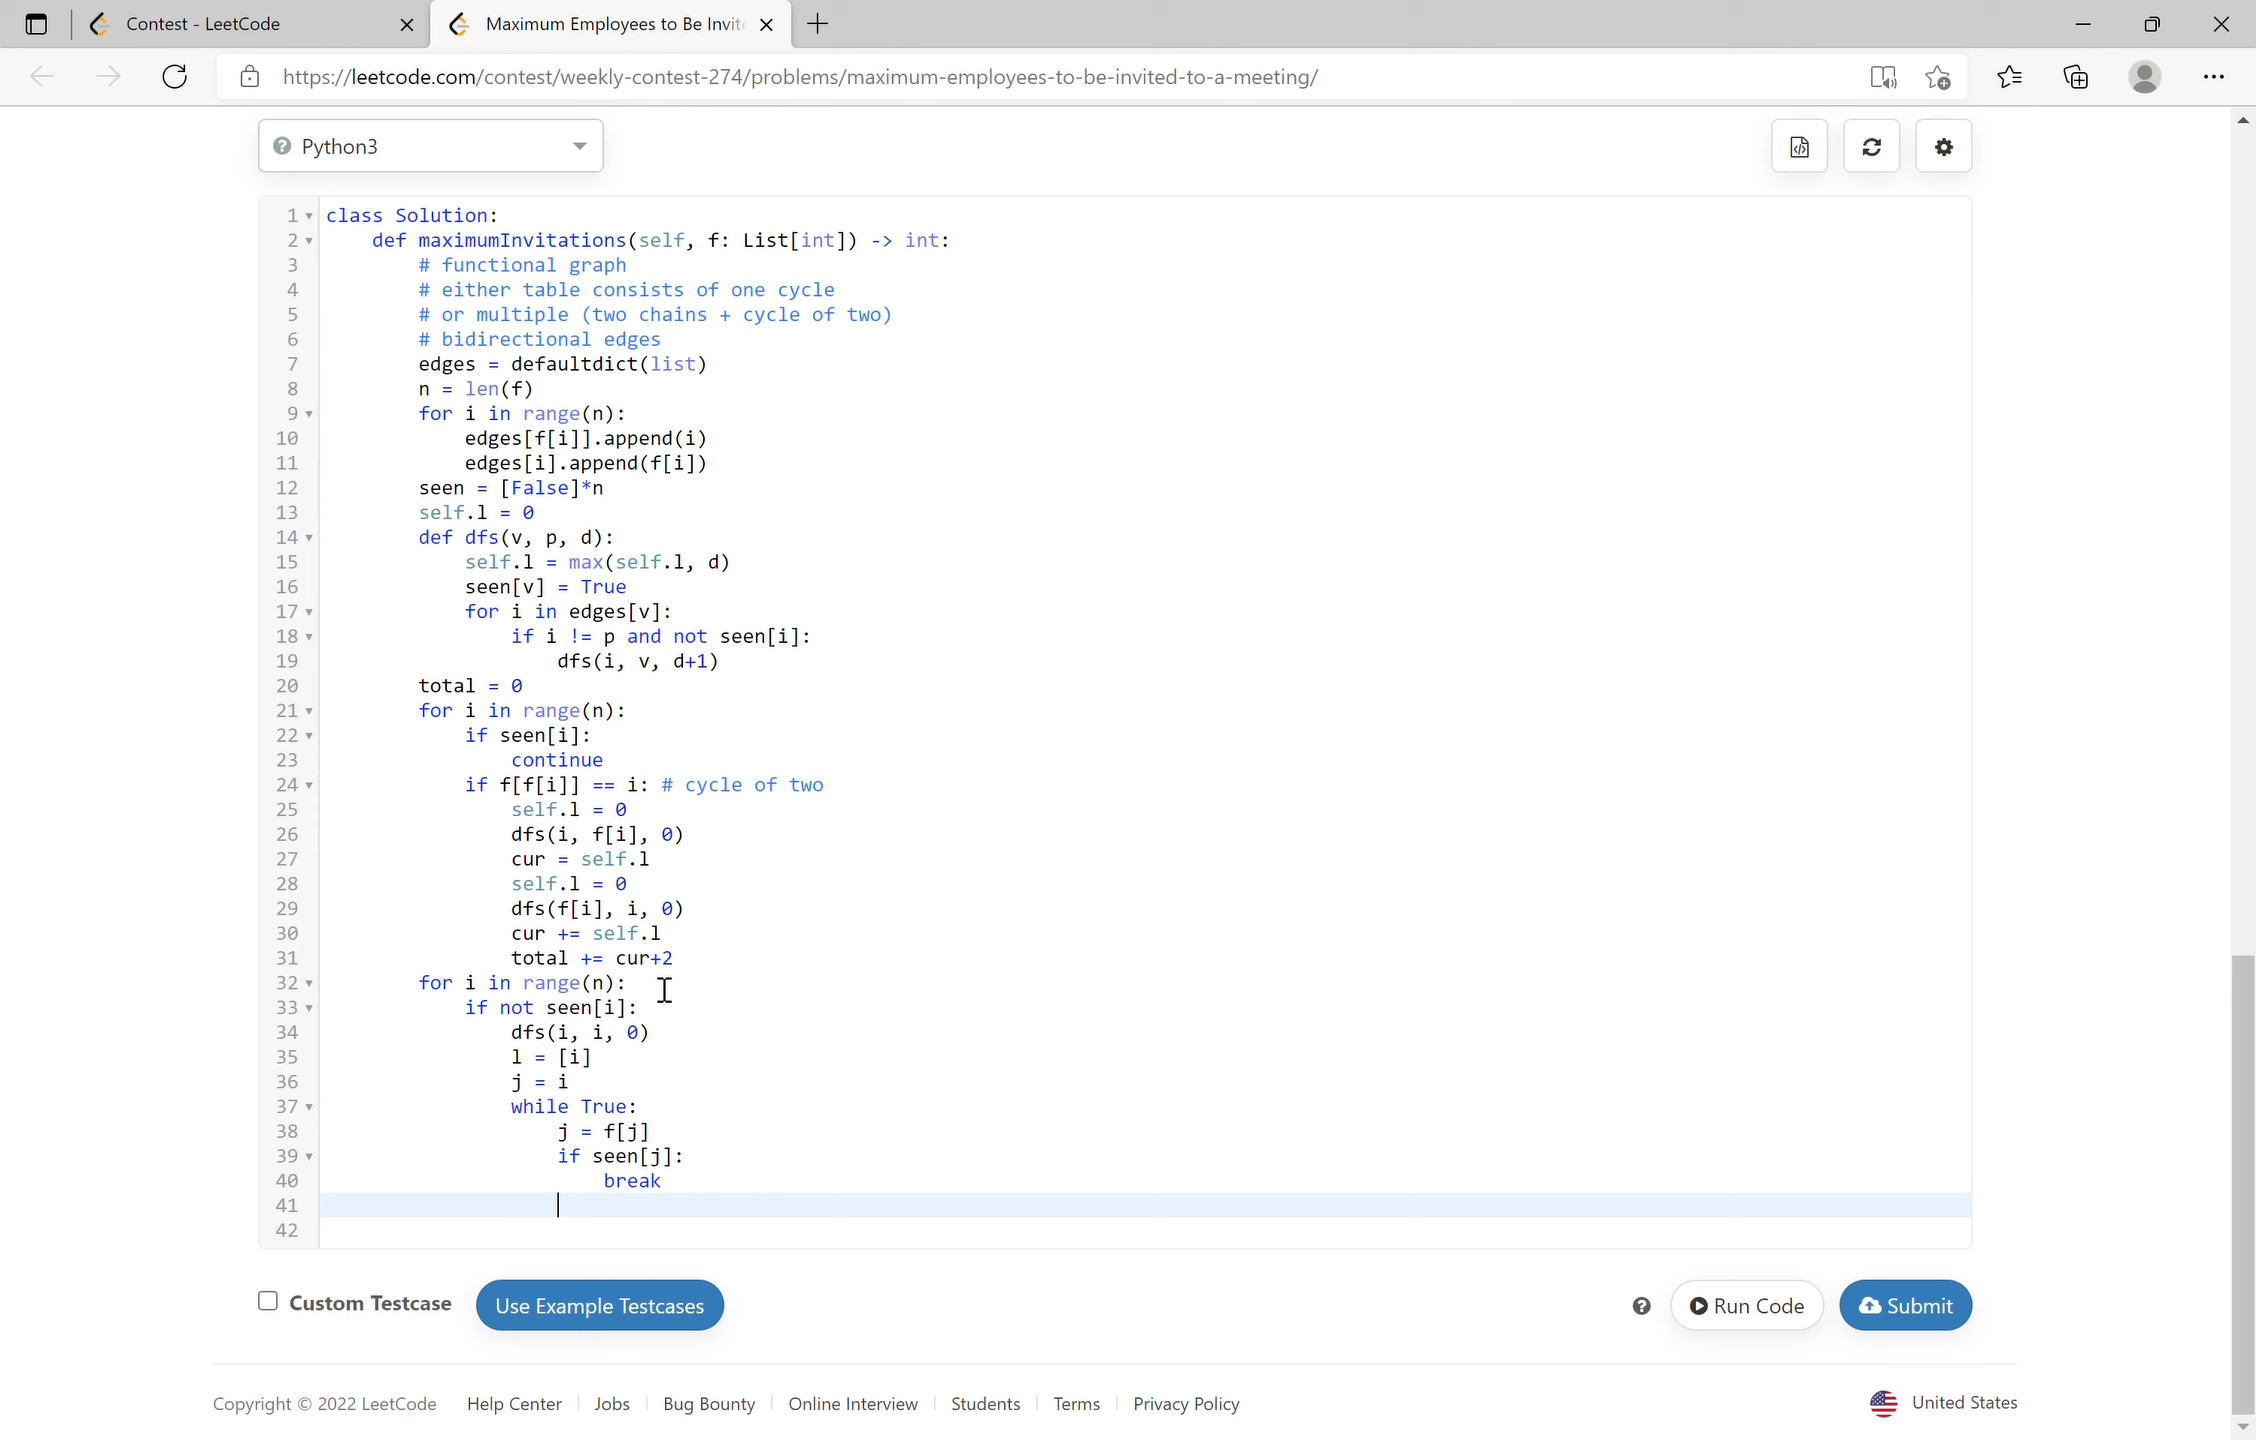 Contest - LeetCode
Maximum Employees to Be Invite
https://leetcode.com/contest/weekly-contest-274/problems/maximum-employees-to-be-invited-to-a-meeting/
Python3
1 class Solution:
2     def maximumInvitations(self, f: List[int]) -> int:
3         # functional graph
4         # either table consists of one cycle
5         # or multiple (two chains + cycle of two)
6         # bidirectional edges
7         edges = defaultdict(list)
8         n = len(f)
9         for i in range(n):
10             edges[f[i]].append(i)
11             edges[i].append(f[i])
12         seen = [False]*n
13         self.l = 0
14         def dfs(v, p, d):
15             self.l = max(self.l, d)
16             seen[v] = True
17             for i in edges[v]:
18                 if i != p and not seen[i]:
19                     dfs(i, v, d+1)
20         total = 0
21         for i in range(n):
22             if seen[i]:
23                 continue
24             if f[f[i]] == i: # cycle of two
25                 self.l = 0
26                 dfs(i, f[i], 0)
27                 cur = self.l
28                 self.l = 0
29                 dfs(f[i], i, 0)
30                 cur += self.l
31                 total += cur+2
32         for i in range(n):
33             if not seen[i]:
34                 dfs(i, i, 0)
35                 l = [i]
36                 j = i
37                 while True:
38                     j = f[j]
39                     if seen[j]:
40                         break
41
42
Custom Testcase Use Example Testcases Run Code Submit
Copyright © 2022 LeetCode Help Center Jobs Bug Bounty Online Interview Students Terms Privacy Policy United States